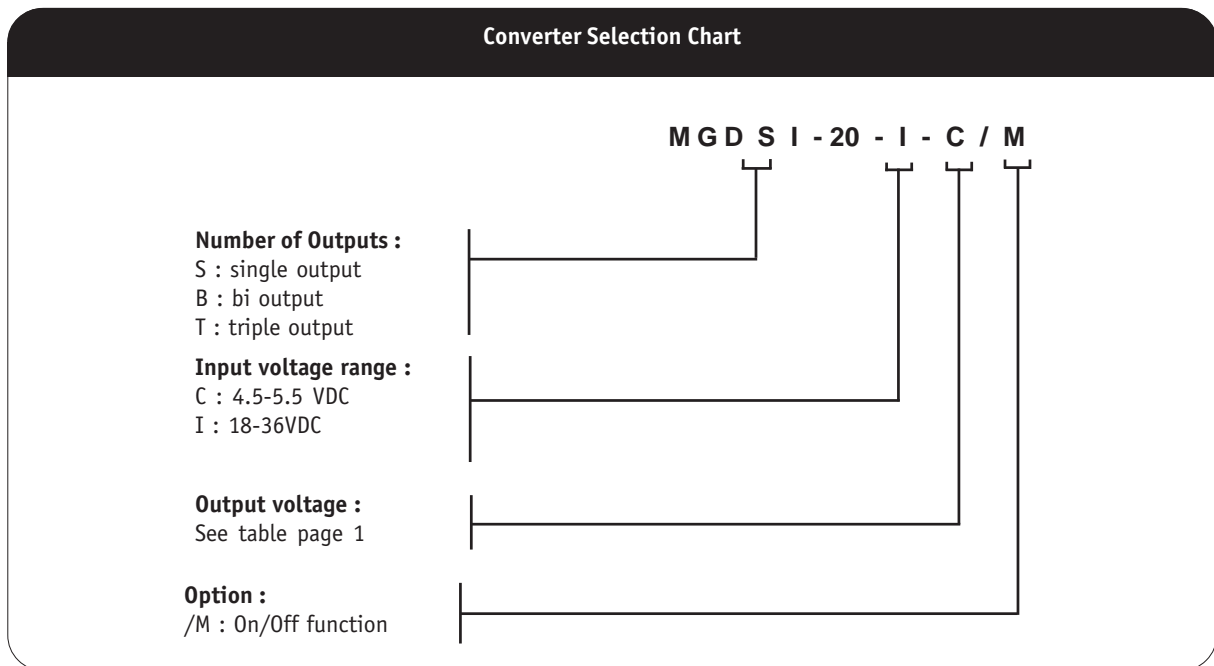 Converter Selection Chart
M G D S I - 20 - I - C / M
Number of Outputs :
S : single output
B : bi output
T : triple output
Input voltage range :
C : 4.5-5.5 VDC
I : 18-36VDC
Output voltage :
See table page 1
Option :
/M : On/Off function